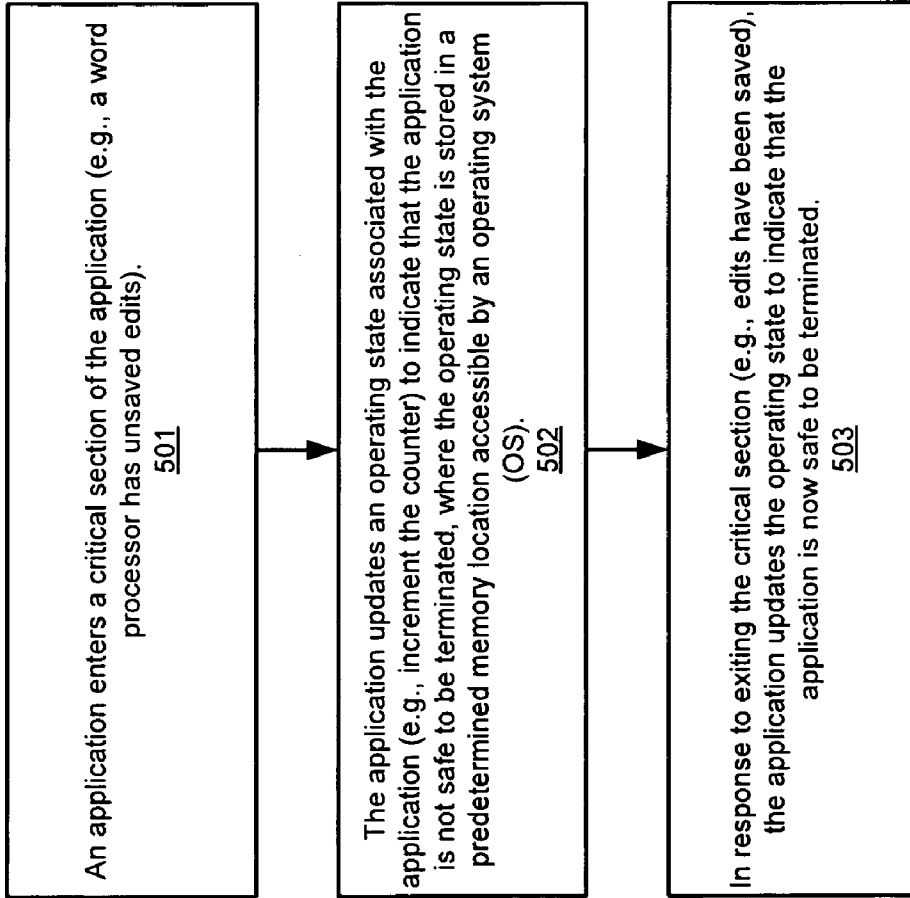 An application enters a critical section of the application (e.g., a word
processor has unsaved edits).
501
The application updates an operating state associated with the
application (e.g., increment the counter) to indicate that the application
is not safe to be terminated, where the operating state is stored in a
predetermined memory location accessible by an operating system
(OS).
502
In response to exiting the critical section (e.g., edits have been saved),
the application updates the operating state to indicate that the
application is now safe to be terminated.
503